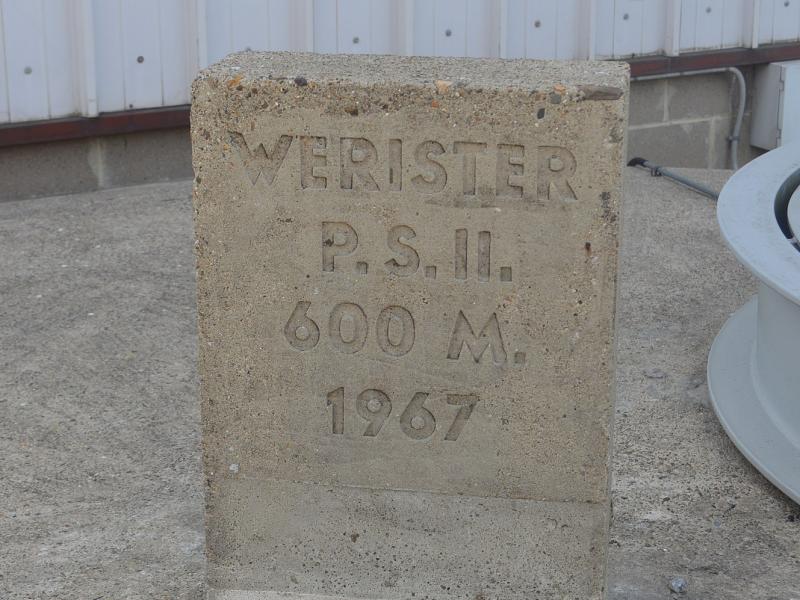 WERISTER
P.S.II.
600 M.
1967